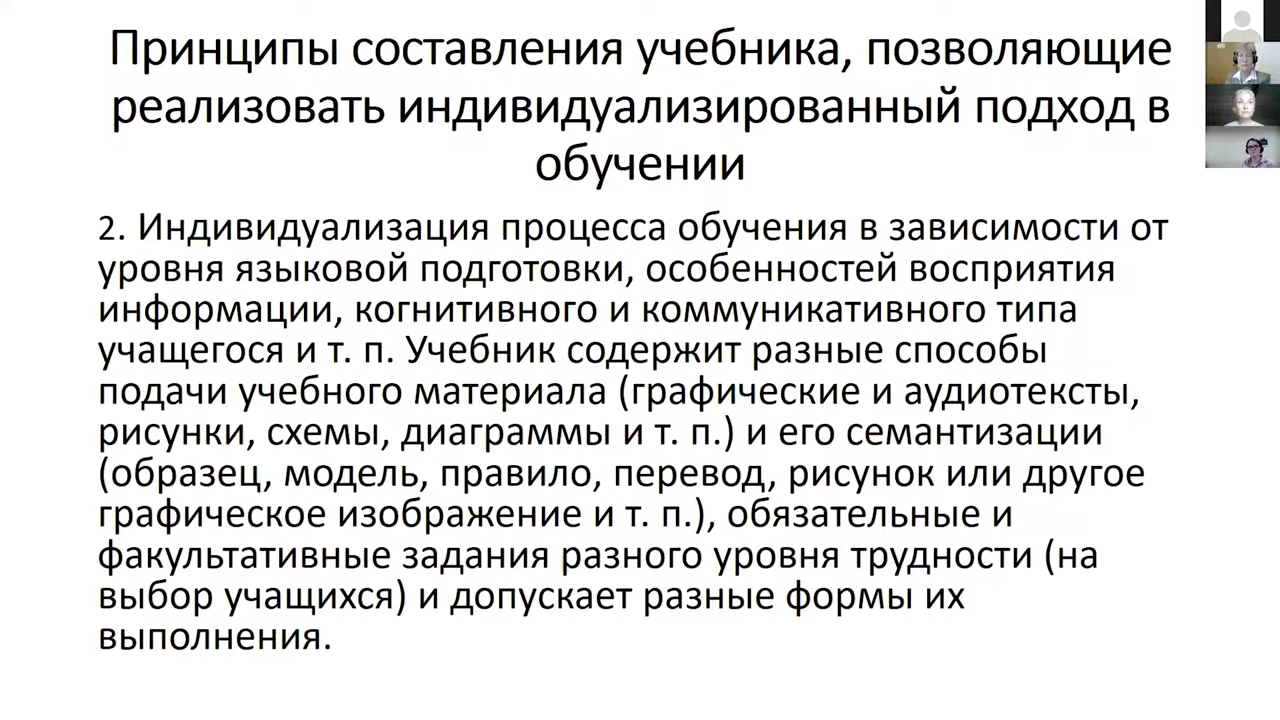 Принципы составления учебника, позволяющие
реализовать индивидуализированный подход в
обучении
2. Индивидуализация процесса обучения в зависимости от
уровня языковой подготовки, особенностей восприятия
информации, когнитивного и коммуникативного типа
учащегося и т. п. Учебник содержит разные способы
подачи учебного материала (графические и аудиотексты,
рисунки, схемы, диаграммы и т. п.) и его семантизации
(образец, модель, правило, перевод, рисунок или другое
графическое изображение и т. п.), обязательные и
факультативные задания разного уровня трудности (на
выбор учащихся) и допускает разные формы их
выполнения.